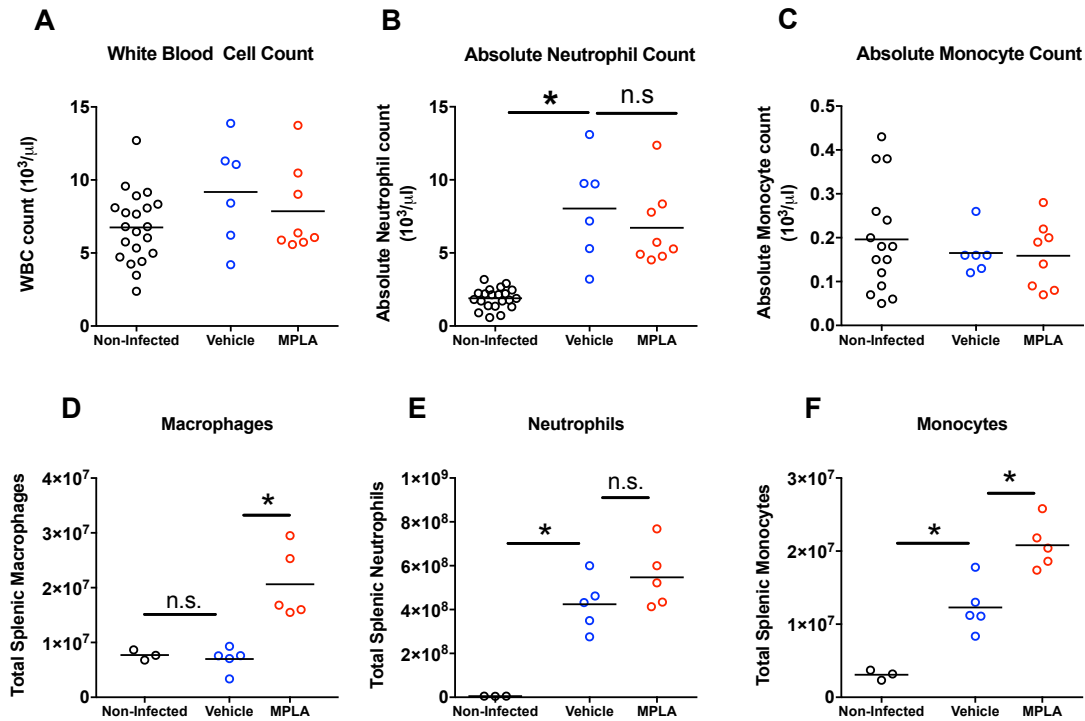 A
White Blood Cell Count
WBC count (10³/µl)
15
10
5
0
Non-Infected Vehicle MPLA
B
Absolute Neutrophil Count
Absolute Neutrophil count
(10³/µl)
15
10
5
0
* n.s
Non-Infected Vehicle MPLA
C
Absolute Monocyte Count
Absolute Monocyte count
(10³/µl)
0.5
0.4
0.3
0.2
0.1
0.0
Non-Infected Vehicle MPLA
D
Macrophages
Total Splenic Macrophages
4×10⁷
3×10⁷
2×10⁷
1×10⁷
0
n.s. *
Non-Infected Vehicle MPLA
E
Neutrophils
Total Splenic Neutrophils
1×10⁹
8×10⁸
6×10⁸
4×10⁸
2×10⁸
0
* n.s.
Non-Infected Vehicle MPLA
F
Monocytes
Total Splenic Monocytes
3×10⁷
2×10⁷
1×10⁷
0
* *
Non-Infected Vehicle MPLA